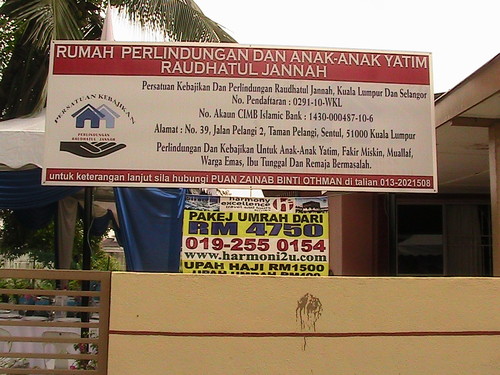 RUMAH PERLINDUNGAN DAN ANAK-ANAK YATIM
RAUDHATUL JANNAH
Persatuan Kebajikan Dan Perlindungan Raudhatul Jannah, Kuala Lumpur Dan Selangor
No. Pendaftaran : 0291-10-WKL
No. Akaun CIMB Islamic Bank : 1430-000487-10-6
Alamat : No. 39, Jalan Pelangi 2, Taman Pelangi, Sentul, 51000 Kuala Lumpur
Perlindungan Dan Kebajikan Untuk Anak-Anak Yatim, Fakir Miskin, Muallaf,
Warga Emas, Ibu Tunggal Dan Remaja Bermasalah.
PERSATUAN KEBAJIKAN
PERLINDUNGAN
RAUDHATUL JANNAH
untuk keterangan lanjut sila hubungi PUAN ZAINAB BINTI OTHMAN di talian 013-2021508
harmony
excellence
PAKEJ UMRAH DARI
RM 4750
019-255 0154
www.harmoni2u.com
UPAH HAJI RM1500